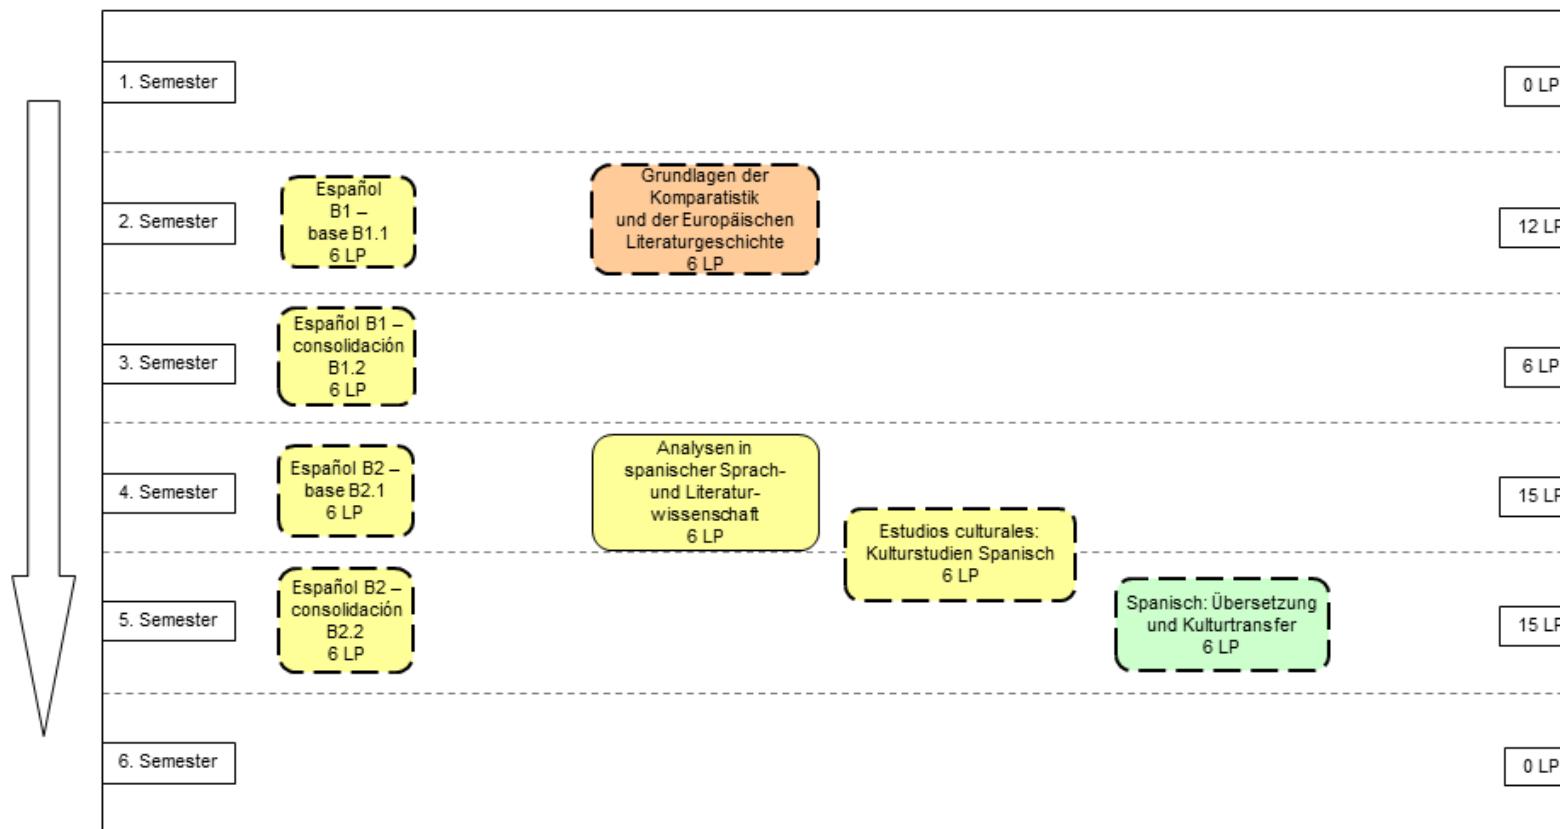 1. Semester
0 LP
2. Semester
Español
B1 –
base B1.1
6 LP
Grundlagen der
Komparatistik
und der Europäischen
Literaturgeschichte
6 LP
12 LP
3. Semester
Español B1 –
consolidación
B1.2
6 LP
6 LP
4. Semester
Español B2 –
base B2.1
6 LP
Analysen in
spanischer Sprach-
und Literatur-
wissenschaft
6 LP
Estudios culturales:
Kulturstudien Spanisch
6 LP
15 LP
5. Semester
Español B2 –
consolidación
B2.2
6 LP
Spanisch: Übersetzung
und Kulturtransfer
6 LP
15 LP
6. Semester
0 LP